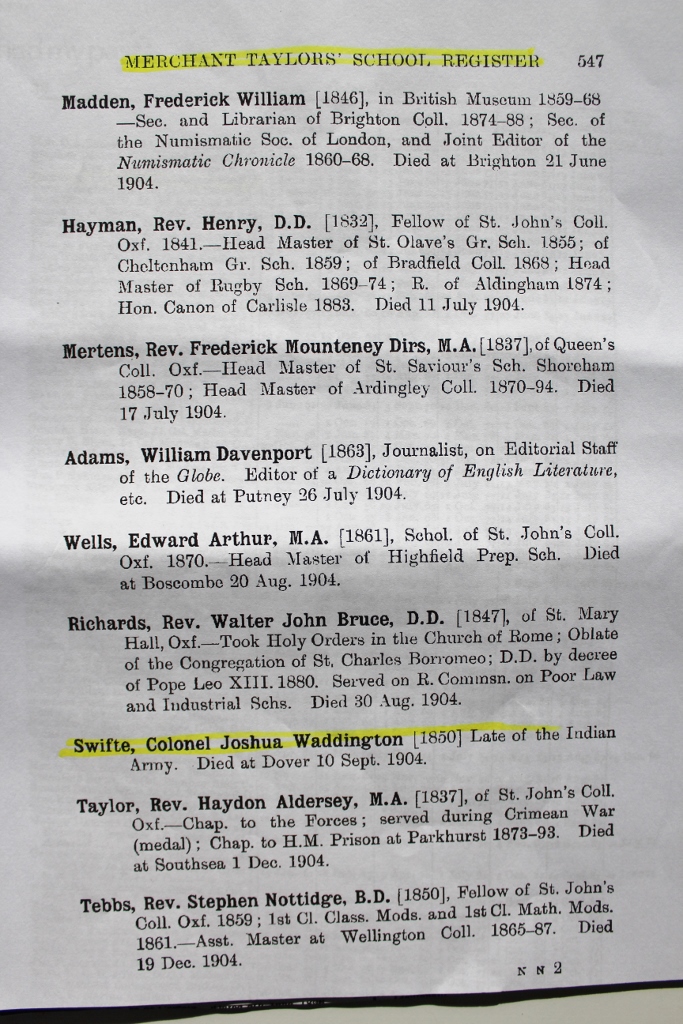 MERCHANT TAYLORS' SCHOOL REGISTER 547
Madden, Frederick William [1846], in British Museum 1859–68
—Sec. and Librarian of Brighton Coll. 1874–88; Sec. of
the Numismatic Soc. of London, and Joint Editor of the
Numismatic Chronicle 1860–68. Died at Brighton 21 June
1904.
Hayman, Rev. Henry, D.D. [1832], Fellow of St. John's Coll.
Oxf. 1841.—Head Master of St. Olave's Gr. Sch. 1855; of
Cheltenham Gr. Sch. 1859; of Bradfield Coll. 1868; Head
Master of Rugby Sch. 1869–74; R. of Aldingham 1874;
Hon. Canon of Carlisle 1883. Died 11 July 1904.
Mertens, Rev. Frederick Mounteney Dirs, M.A. [1837], of Queen's
Coll. Oxf.—Head Master of St. Saviour's Sch. Shoreham
1858–70; Head Master of Ardingley Coll. 1870–94. Died
17 July 1904.
Adams, William Davenport [1863], Journalist, on Editorial Staff
of the Globe. Editor of a Dictionary of English Literature,
etc. Died at Putney 26 July 1904.
Wells, Edward Arthur, M.A. [1861], Schol. of St. John's Coll.
Oxf. 1870.—Head Master of Highfield Prep. Sch. Died
at Boscombe 20 Aug. 1904.
Richards, Rev. Walter John Bruce, D.D. [1847], of St. Mary
Hall, Oxf.—Took Holy Orders in the Church of Rome; Oblate
of the Congregation of St. Charles Borromeo; D.D. by decree
of Pope Leo XIII. 1880. Served on R. Commsn. on Poor Law
and Industrial Schs. Died 30 Aug. 1904.
Swifte, Colonel Joshua Waddington [1850] Late of the Indian
Army. Died at Dover 10 Sept. 1904.
Taylor, Rev. Haydon Aldersey, M.A. [1837], of St. John's Coll.
Oxf.—Chap. to the Forces; served during Crimean War
(medal); Chap. to H.M. Prison at Parkhurst 1873–93. Died
at Southsea 1 Dec. 1904.
Tebbs, Rev. Stephen Nottidge, B.D. [1850], Fellow of St. John's
Coll. Oxf. 1859; 1st Cl. Class. Mods. and 1st Cl. Math. Mods.
1861.—Asst. Master at Wellington Coll. 1865–87. Died
19 Dec. 1904.
N N 2